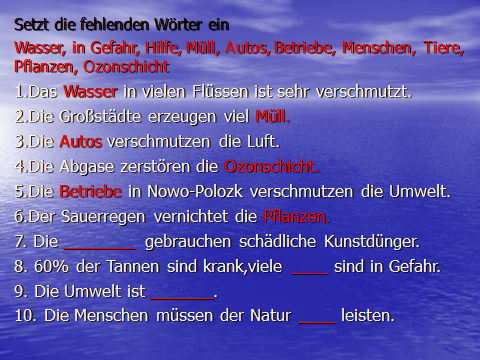 Setzt die fehlenden Wörter ein
Wasser, in Gefahr, Hilfe, Müll, Autos, Betriebe, Menschen, Tiere,
Pflanzen, Ozonschicht
1.Das Wasser in vielen Flüssen ist sehr verschmutzt.
2.Die Großstädte erzeugen viel Müll.
3.Die Autos verschmutzen die Luft.
4.Die Abgase zerstören die Ozonschicht.
5.Die Betriebe in Nowo-Polozk verschmutzen die Umwelt.
6.Der Sauerregen vernichtet die Pflanzen.
7. Die _______ gebrauchen schädliche Kunstdünger.
8. 60% der Tannen sind krank,viele ____ sind in Gefahr.
9. Die Umwelt ist _______.
10. Die Menschen müssen der Natur ____ leisten.